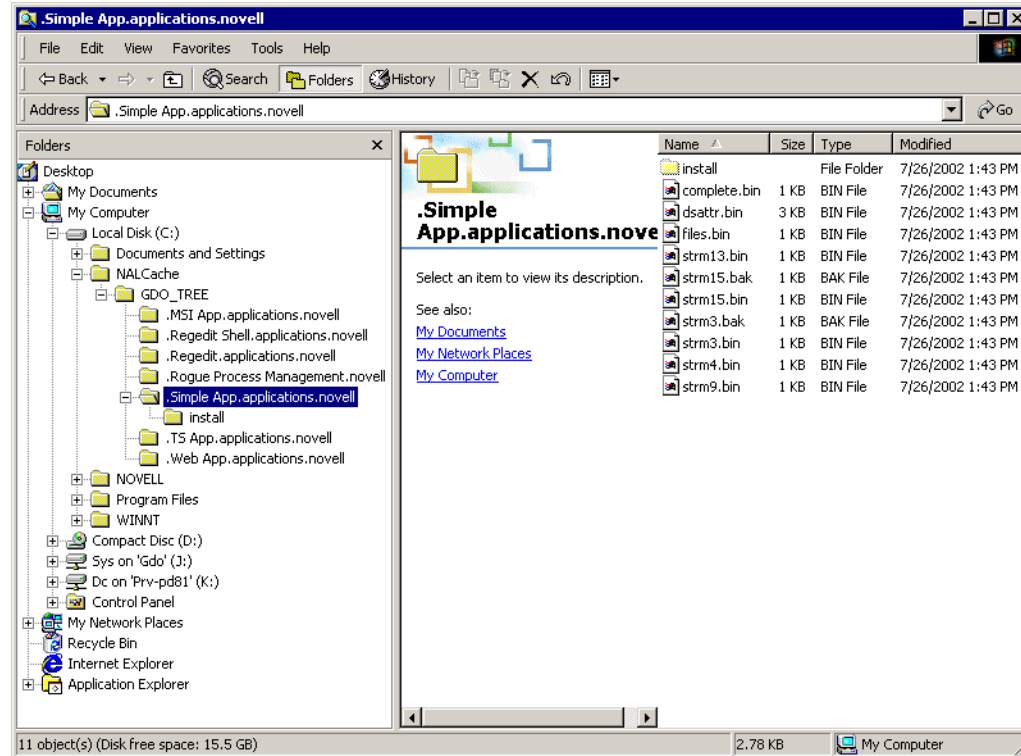 .Simple App.applications.novell
File Edit View Favorites Tools Help
Back Search Folders History
Address .Simple App.applications.novell Go
Folders
Desktop
My Documents
My Computer
Local Disk (C:)
Documents and Settings
NALCache
GDO_TREE
.MSI App.applications.novell
.Regedit Shell.applications.novell
.Regedit.applications.novell
.Rogue Process Management.novell
.Simple App.applications.novell
install
.TS App.applications.novell
.Web App.applications.novell
NOVELL
Program Files
WINNT
Compact Disc (D:)
Sys on 'Gdo' (J:)
Dc on 'Prv-pd81' (K:)
Control Panel
My Network Places
Recycle Bin
Internet Explorer
Application Explorer
.Simple
App.applications.nove
Select an item to view its description.
See also:
My Documents
My Network Places
My Computer
Name Size Type Modified
install File Folder 7/26/2002 1:43 PM
complete.bin 1 KB BIN File 7/26/2002 1:43 PM
dsattr.bin 3 KB BIN File 7/26/2002 1:43 PM
files.bin 1 KB BIN File 7/26/2002 1:43 PM
strm13.bin 1 KB BIN File 7/26/2002 1:43 PM
strm15.bak 1 KB BAK File 7/26/2002 1:43 PM
strm15.bin 1 KB BIN File 7/26/2002 1:43 PM
strm3.bak 1 KB BAK File 7/26/2002 1:43 PM
strm3.bin 1 KB BIN File 7/26/2002 1:43 PM
strm4.bin 1 KB BIN File 7/26/2002 1:43 PM
strm9.bin 1 KB BIN File 7/26/2002 1:43 PM
11 object(s) (Disk free space: 15.5 GB) 2.78 KB My Computer